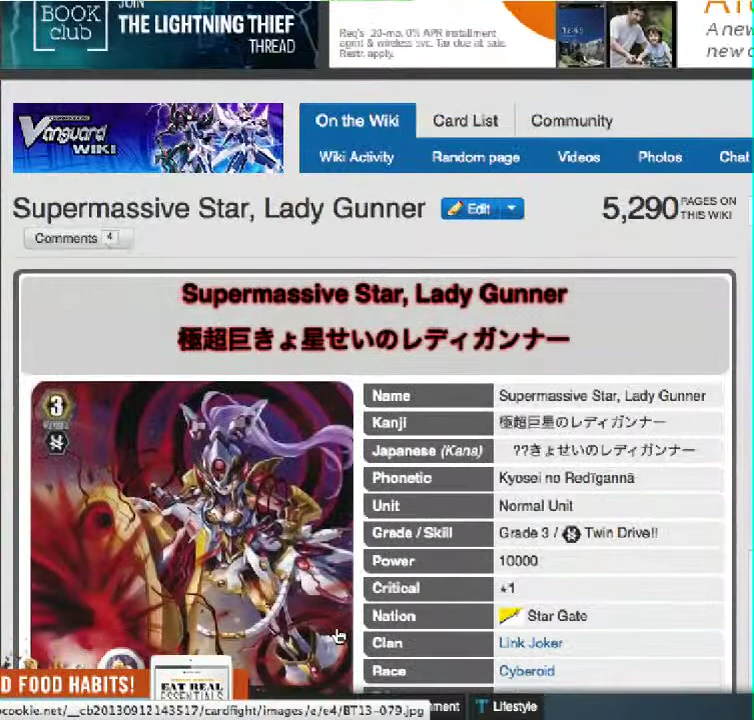 BOOK club
JOIN
THE LIGHTNING THIEF
THREAD
Req's 20-mo. 0% APR installment
agmt & wireless svc. Tax due at sale.
Restr. apply.
12:45
A new
new
Vanguard
WIKI
On the Wiki
Card List
Community
Wiki Activity
Random page
Videos
Photos
Chat
Supermassive Star, Lady Gunner
Edit
5,290 PAGES ON THIS WIKI
Comments 4
Supermassive Star, Lady Gunner
極超巨きょ星せいのレディガンナー
3
Name Supermassive Star, Lady Gunner
Kanji 極超巨星のレディガンナー
Japanese (Kana) ??きょせいのレディガンナー
Phonetic Kyosei no Redīgannā
Unit Normal Unit
Grade / Skill Grade 3 / Twin Drive!!
Power 10000
Critical +1
Nation Star Gate
Clan Link Joker
Race Cyberoid
D FOOD HABITS!
EAT REAL
ESSENTIALS
ocookie.net/__cb20130912143517/cardfight/images/e/e4/BT13-079.jpg
nment
Lifestyle